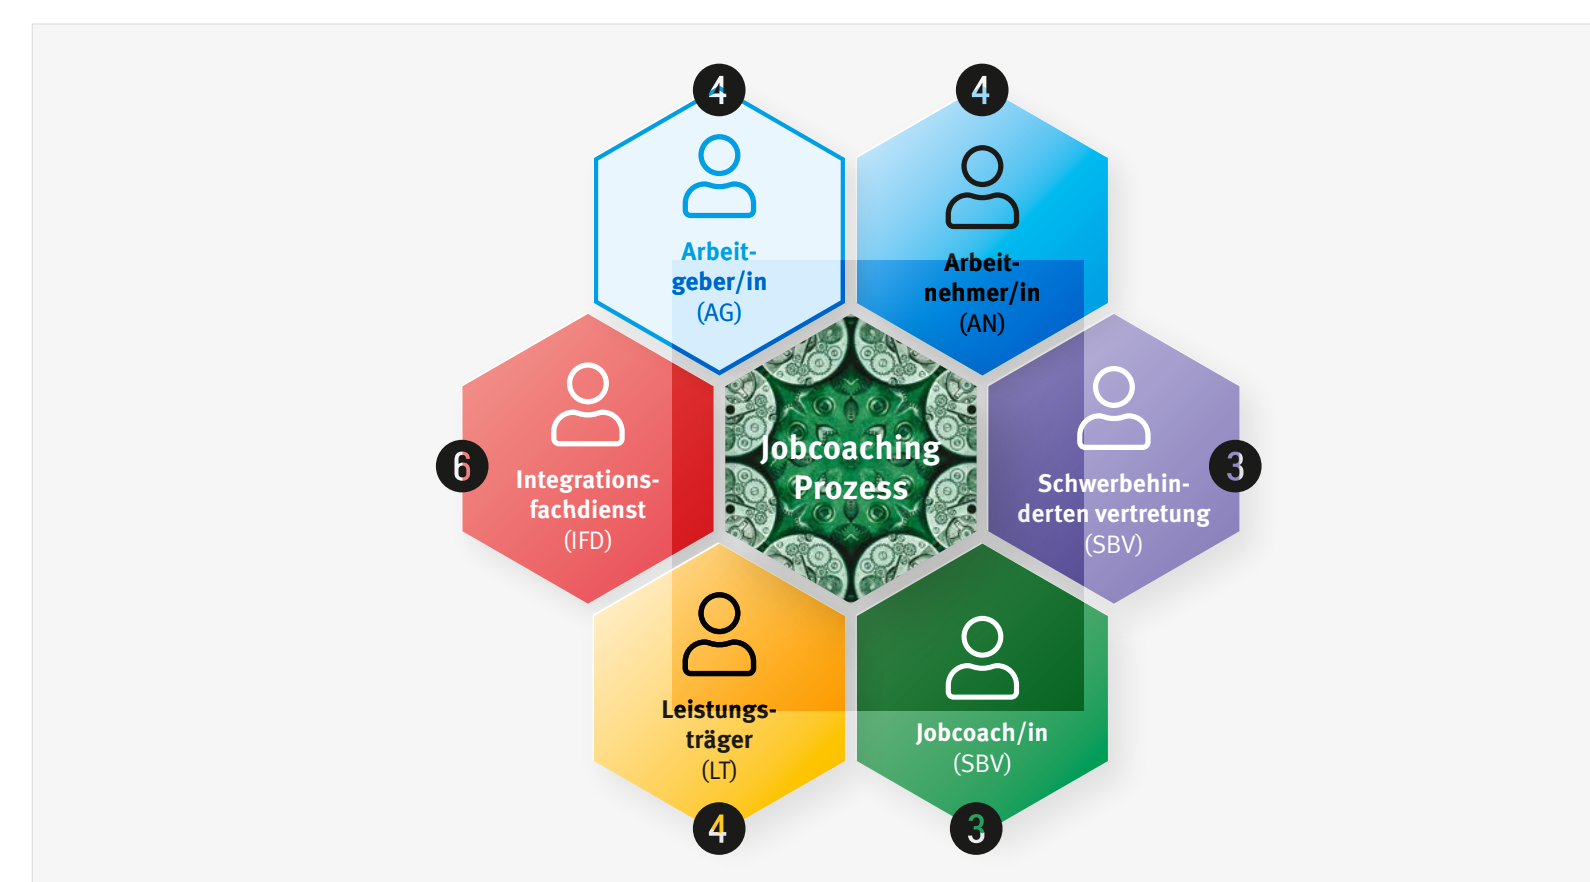 4
4
Arbeit-
geber/in
(AG)
Arbeit-
nehmer/in
(AN)
6
Integrations-
fachdienst
(IFD)
Jobcoaching
Prozess
Schwerbehin-
derten vertretung
(SBV)
3
Leistungs-
träger
(LT)
4
Jobcoach/in
(SBV)
3